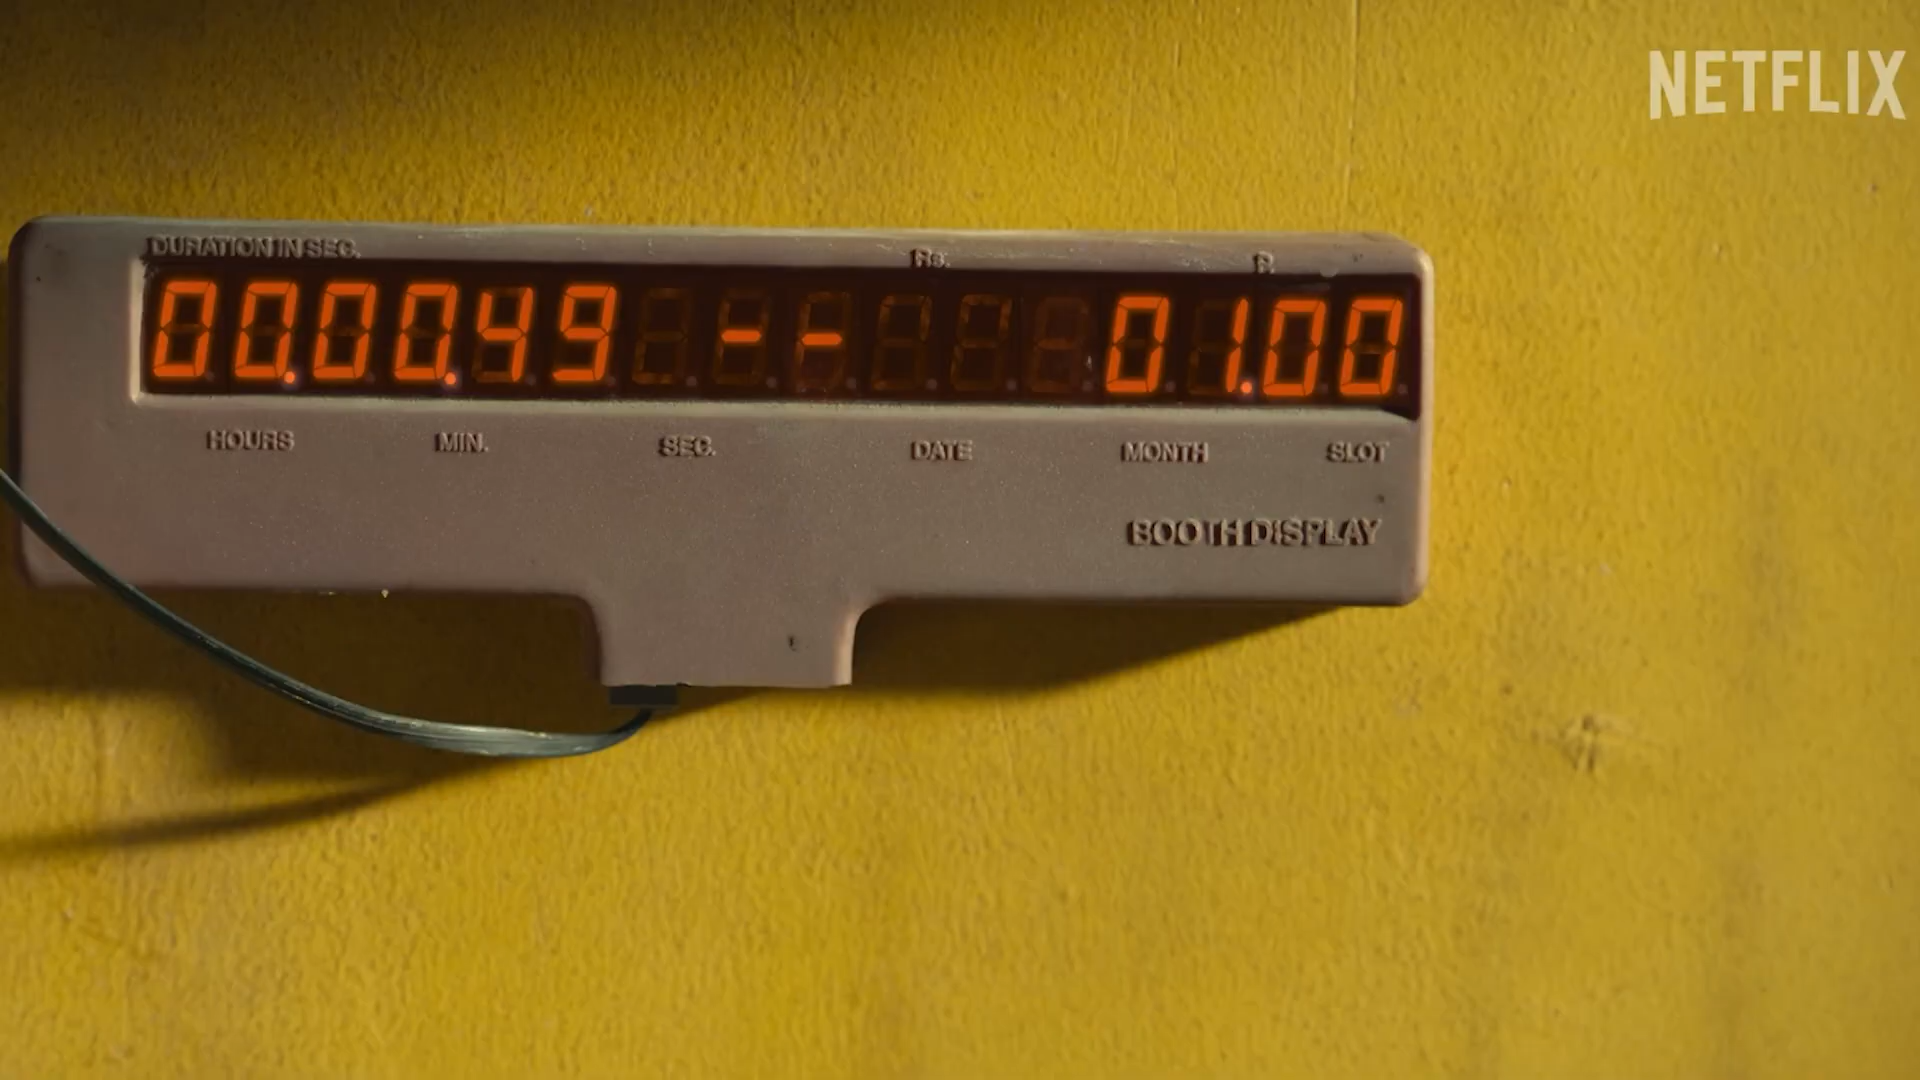 NETFLIX
DURATION IN SEC. Rs. P.
00.00.49 -- 01.00
HOURS MIN. SEC. DATE MONTH SLOT
BOOTH DISPLAY